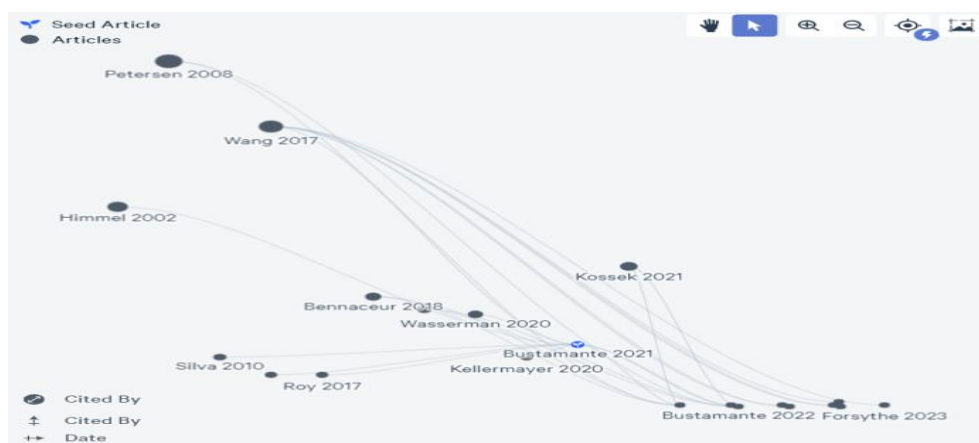 Seed Article
Articles
Petersen 2008
Wang 2017
Himmel 2002
Kossek 2021
Bennaceur 2018
Wasserman 2020
Bustamante 2021
Silva 2010
Kellermayer 2020
Roy 2017
Cited By
Bustamante 2022
Forsythe 2023
Cited By
Date